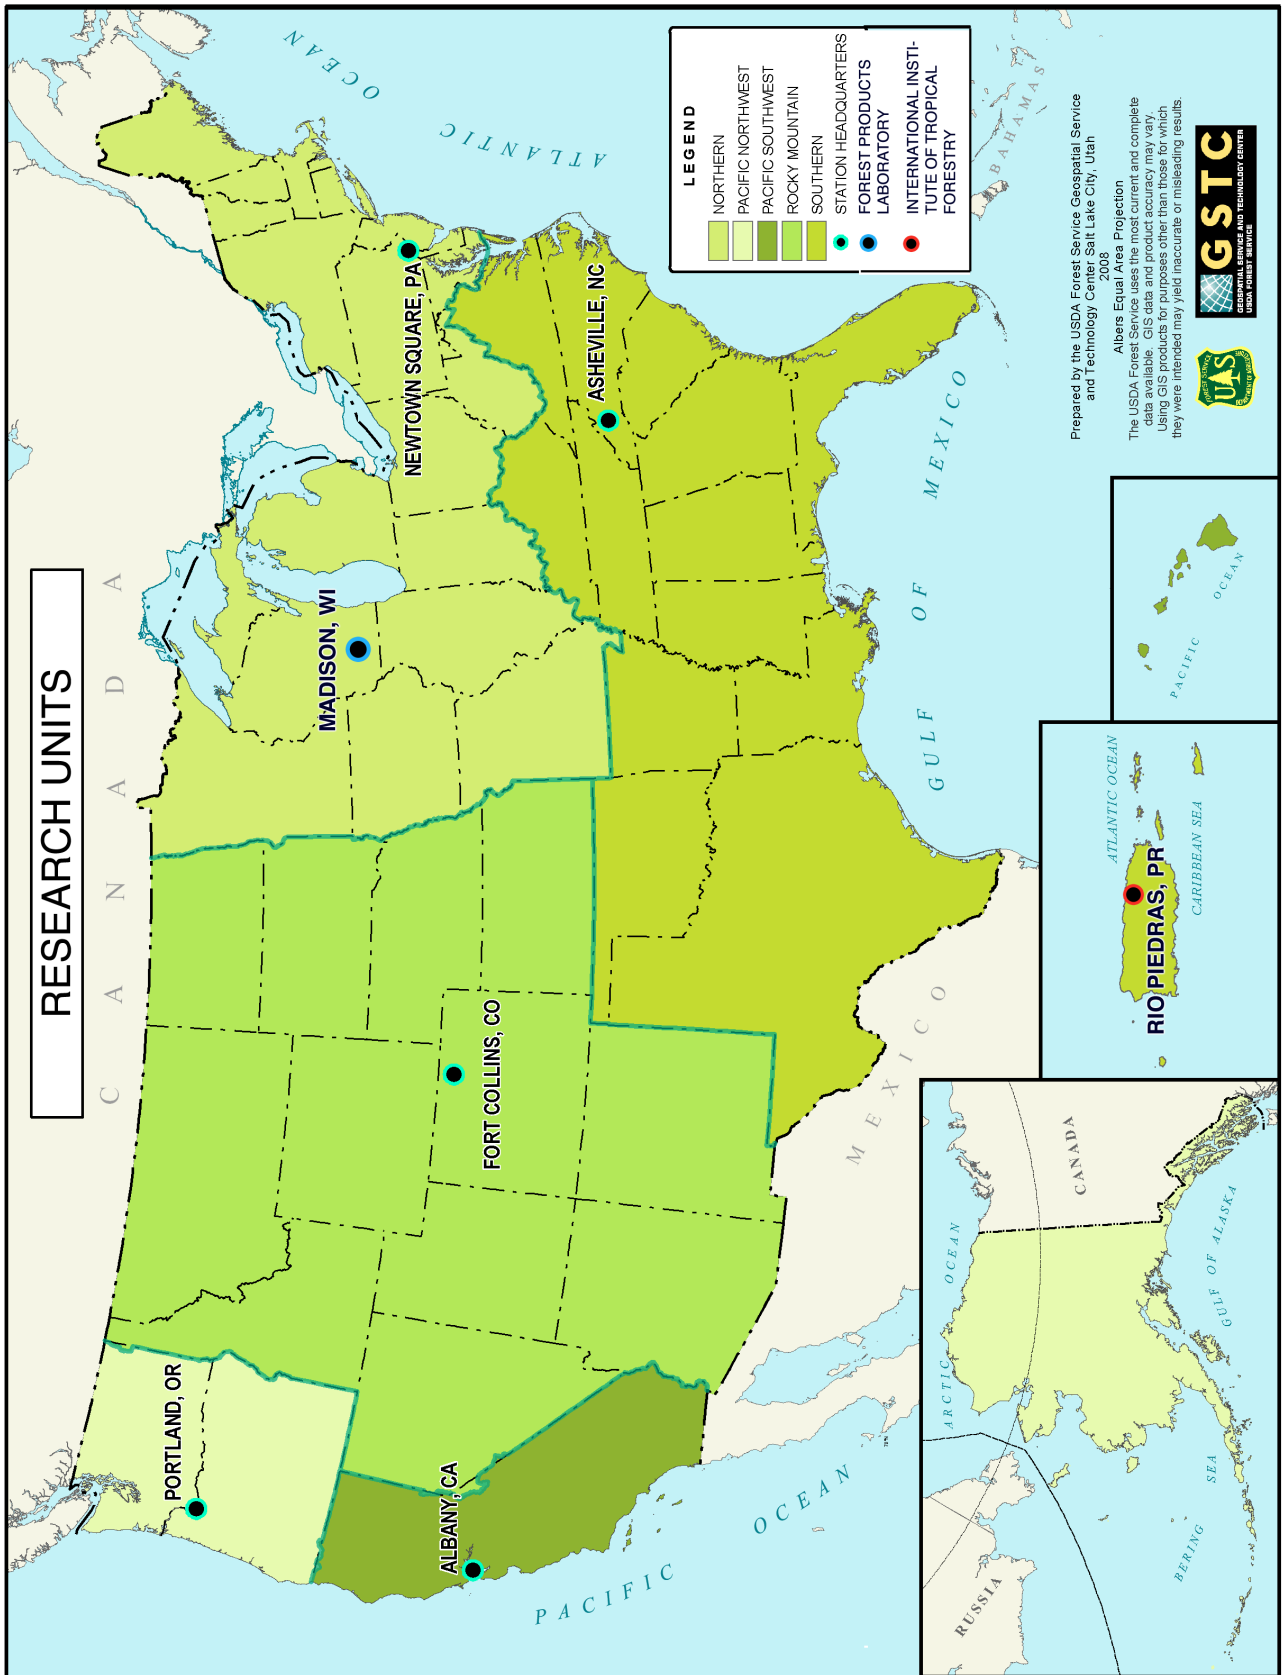 RESEARCH UNITS
C A N A D A
PORTLAND, OR
ALBANY, CA
FORT COLLINS, CO
MADISON, WI
NEWTOWN SQUARE, PA
ASHEVILLE, NC
ATLANTIC
OCEAN
PACIFIC
OCEAN
GULF OF MEXICO
MEXICO
BAHAMAS
LEGEND
NORTHERN
PACIFIC NORTHWEST
PACIFIC SOUTHWEST
ROCKY MOUNTAIN
SOUTHERN
STATION HEADQUARTERS
FOREST PRODUCTS
LABORATORY
INTERNATIONAL INSTI-
TUTE OF TROPICAL
FORESTRY
RUSSIA
ARCTIC OCEAN
CANADA
BERING
SEA
GULF OF ALASKA
ATLANTIC OCEAN
RIO PIEDRAS, PR
CARIBBEAN SEA
PACIFIC
OCEAN
Prepared by the USDA Forest Service Geospatial Service
and Technology Center Salt Lake City, Utah
2008
Albers Equal Area Projection
The USDA Forest Service uses the most current and complete
data available. GIS data and product accuracy may vary.
Using GIS products for purposes other than those for which
they were intended may yield inaccurate or misleading results.
FOREST SERVICE
UAS
DEPARTMENT OF AGRICULTURE
GSTC
GEOSPATIAL SERVICE AND TECHNOLOGY CENTER
USDA FOREST SERVICE